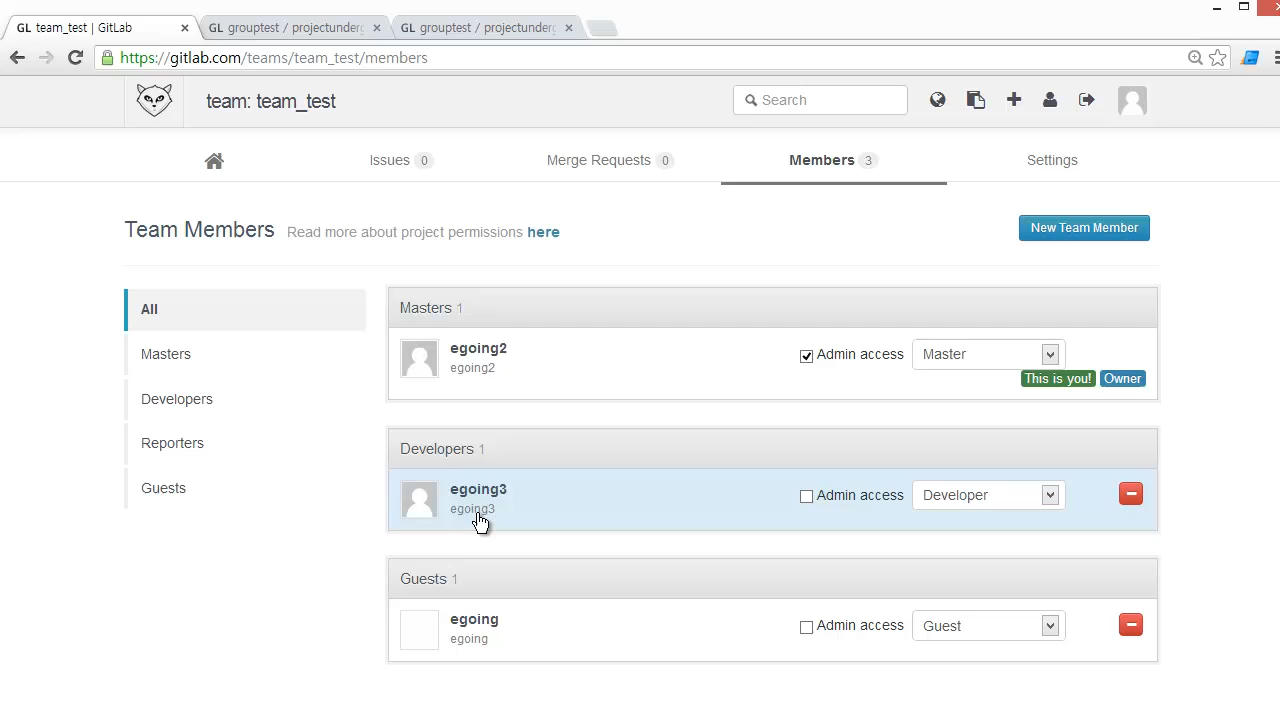 GL team_test | GitLab
GL grouptest / projectunderg
GL grouptest / projectunderg
https://gitlab.com/teams/team_test/members
team: team_test
Search
Issues 0
Merge Requests 0
Members 3
Settings
Team Members
Read more about project permissions here
New Team Member
All
Masters
Developers
Reporters
Guests
Masters 1
egoing2
egoing2
Admin access
Master
This is you!
Owner
Developers 1
egoing3
egoing3
Admin access
Developer
Guests 1
egoing
egoing
Admin access
Guest